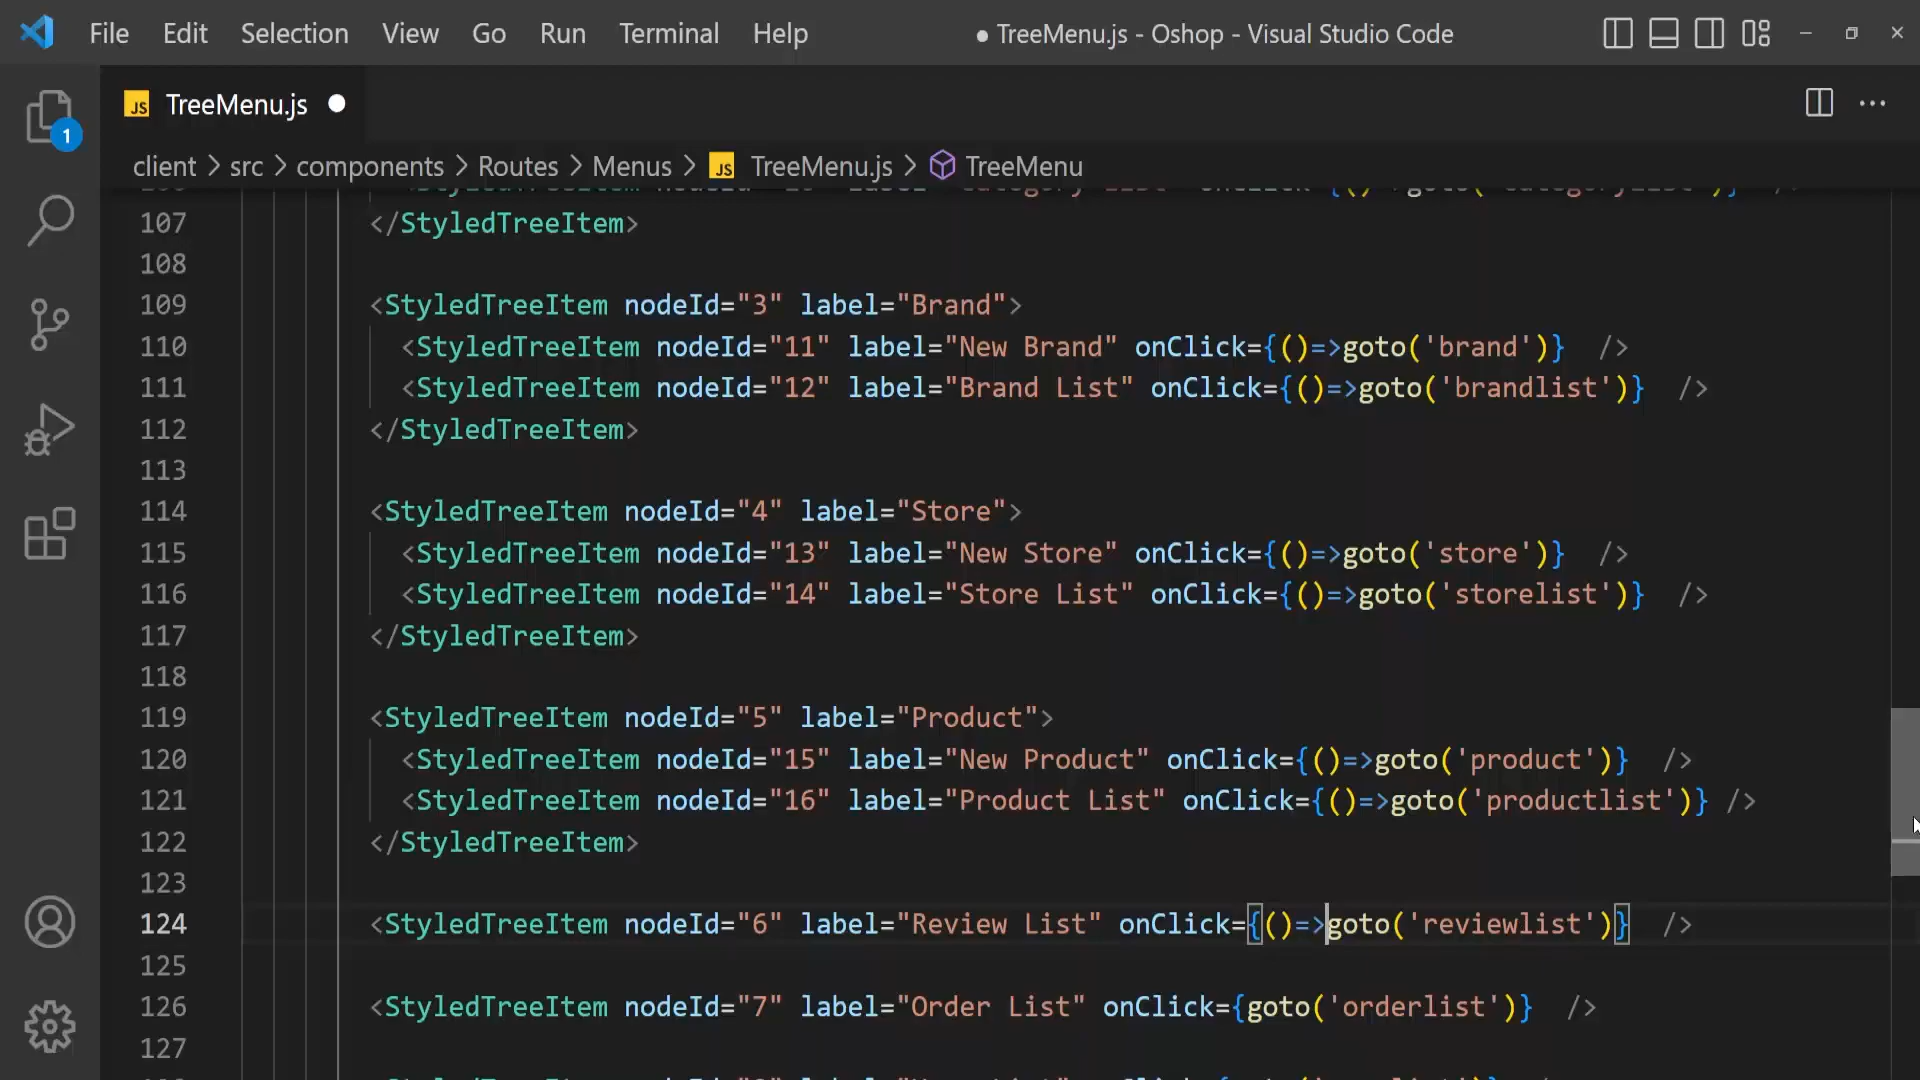 File Edit Selection View Go Run Terminal Help ● TreeMenu.js - Oshop - Visual Studio Code
JS TreeMenu.js ●
1
client > src > components > Routes > Menus > JS TreeMenu.js > TreeMenu
107 </StyledTreeItem>
108
109 <StyledTreeItem nodeId="3" label="Brand">
110 <StyledTreeItem nodeId="11" label="New Brand" onClick={()=>goto('brand')} />
111 <StyledTreeItem nodeId="12" label="Brand List" onClick={()=>goto('brandlist')} />
112 </StyledTreeItem>
113
114 <StyledTreeItem nodeId="4" label="Store">
115 <StyledTreeItem nodeId="13" label="New Store" onClick={()=>goto('store')} />
116 <StyledTreeItem nodeId="14" label="Store List" onClick={()=>goto('storelist')} />
117 </StyledTreeItem>
118
119 <StyledTreeItem nodeId="5" label="Product">
120 <StyledTreeItem nodeId="15" label="New Product" onClick={()=>goto('product')} />
121 <StyledTreeItem nodeId="16" label="Product List" onClick={()=>goto('productlist')} />
122 </StyledTreeItem>
123
124 <StyledTreeItem nodeId="6" label="Review List" onClick={()=>goto('reviewlist')} />
125
126 <StyledTreeItem nodeId="7" label="Order List" onClick={goto('orderlist')} />
127